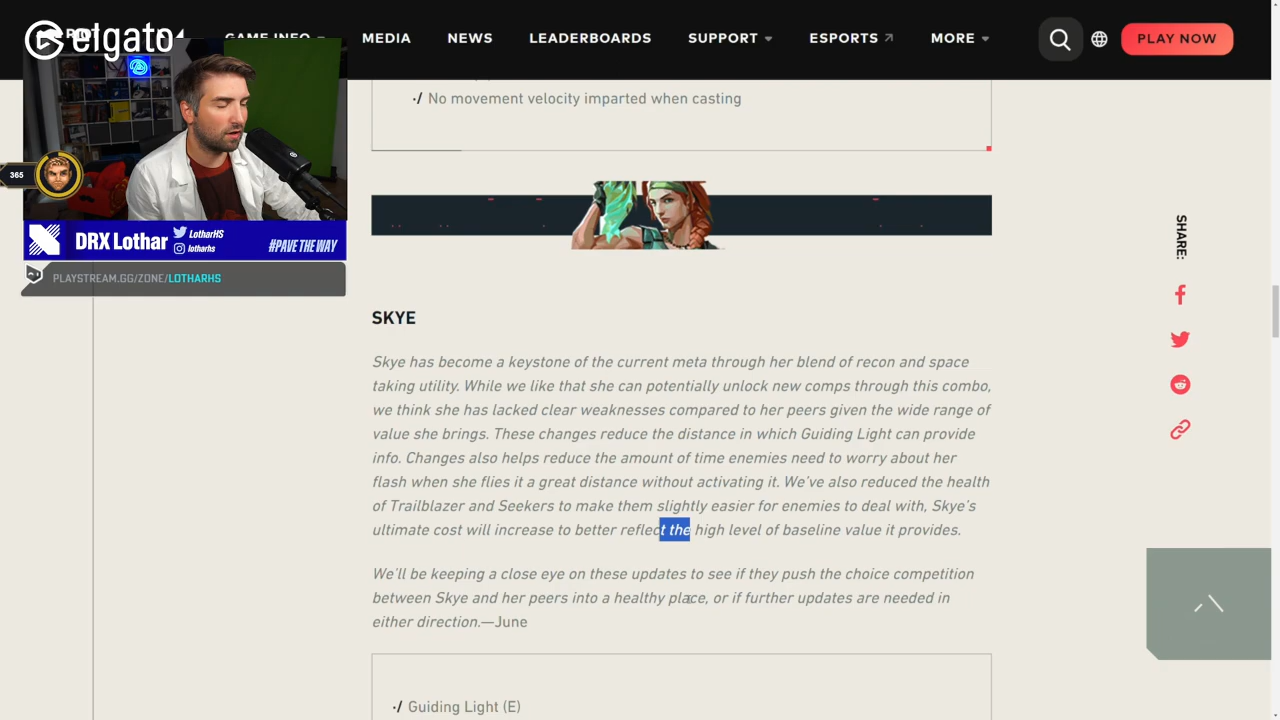 elgato
GAME INFO
MEDIA
NEWS
LEADERBOARDS
SUPPORT
ESPORTS
MORE
PLAY NOW
365
DRX Lothar
LotharHS
lotharhs
#PAVE THE WAY
PLAYSTREAM.GG/ZONE/LOTHARHS
·/ No movement velocity imparted when casting
SHARE:
SKYE
Skye has become a keystone of the current meta through her blend of recon and space
taking utility. While we like that she can potentially unlock new comps through this combo,
we think she has lacked clear weaknesses compared to her peers given the wide range of
value she brings. These changes reduce the distance in which Guiding Light can provide
info. Changes also helps reduce the amount of time enemies need to worry about her
flash when she flies it a great distance without activating it. We’ve also reduced the health
of Trailblazer and Seekers to make them slightly easier for enemies to deal with, Skye’s
ultimate cost will increase to better reflect the high level of baseline value it provides.
We’ll be keeping a close eye on these updates to see if they push the choice competition
between Skye and her peers into a healthy place, or if further updates are needed in
either direction.—June
·/ Guiding Light (E)